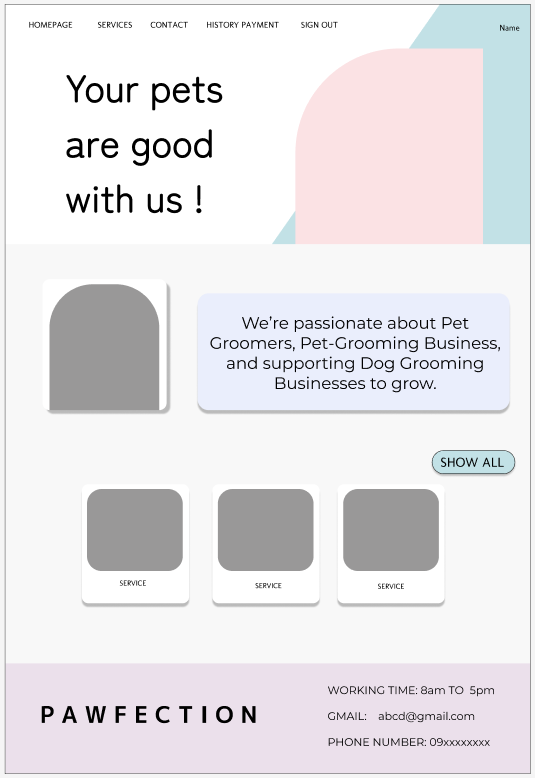 HOMEPAGE SERVICES CONTACT HISTORY PAYMENT SIGN OUT Name
Your pets
are good
with us !
We’re passionate about Pet
Groomers, Pet-Grooming Business,
and supporting Dog Grooming
Businesses to grow.
SHOW ALL
SERVICE SERVICE SERVICE
PAWFECTION
WORKING TIME: 8am TO 5pm
GMAIL: abcd@gmail.com
PHONE NUMBER: 09xxxxxxxx